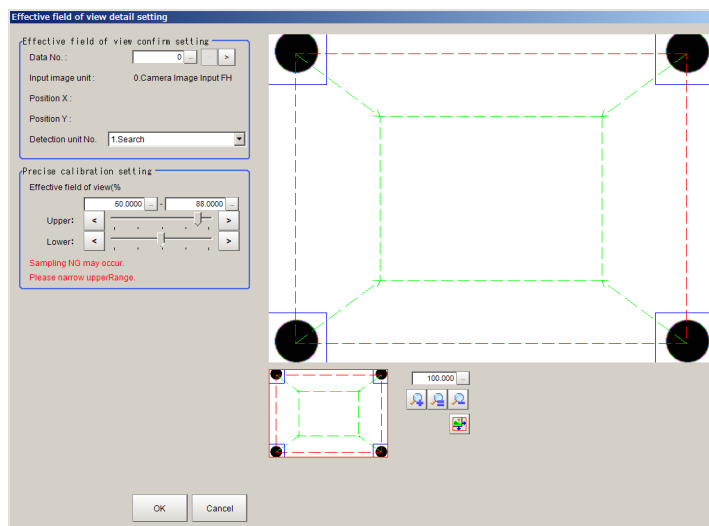 Effective field of view detail setting
Effective field of view confirm setting
Data No. : 0 ... - >
Input image unit : 0.Camera Image Input FH
Position X :
Position Y :
Detection unit No. 1.Search
Precise calibration setting
Effective field of view(%
50.0000 ... - 88.0000 ...
Upper: < >
Lower: < >
Sampling NG may occur.
Please narrow upperRange.
100.000 ...
OK Cancel